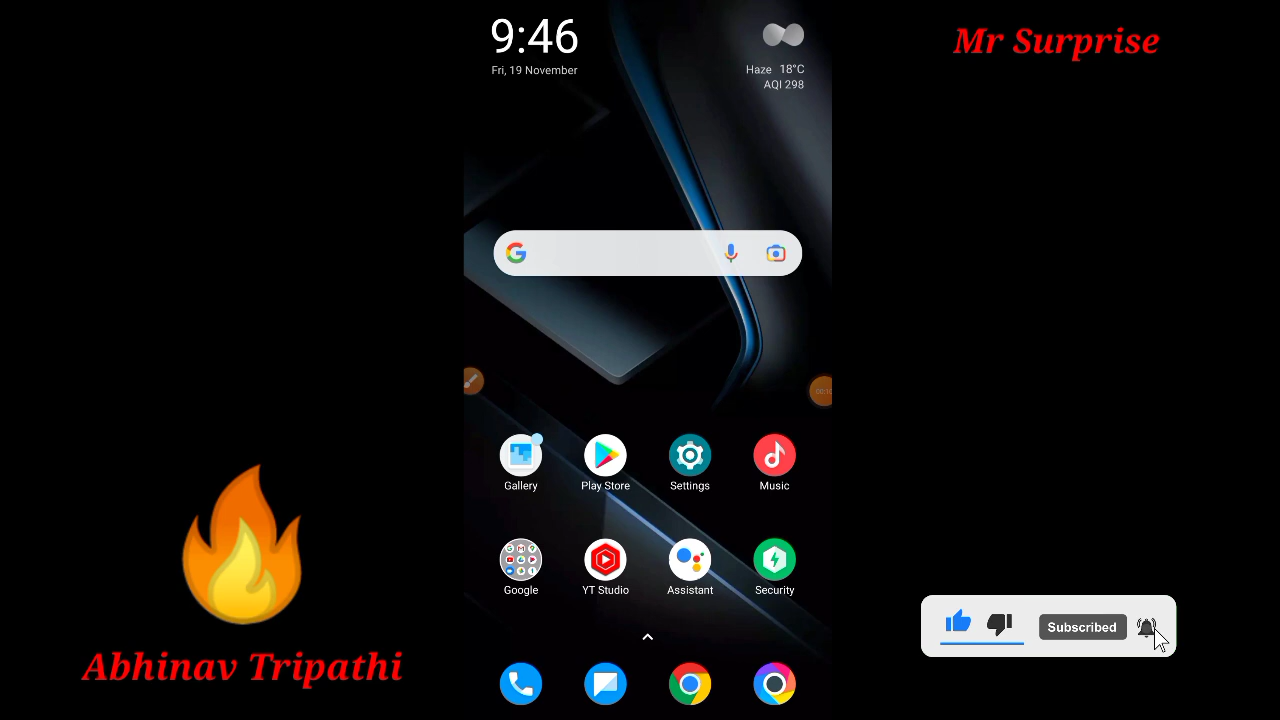 9:46
Fri, 19 November
Haze 18°C
AQI 298
Mr Surprise
Gallery
Play Store
Settings
Music
Google
YT Studio
Assistant
Security
Abhinav Tripathi
Subscribed